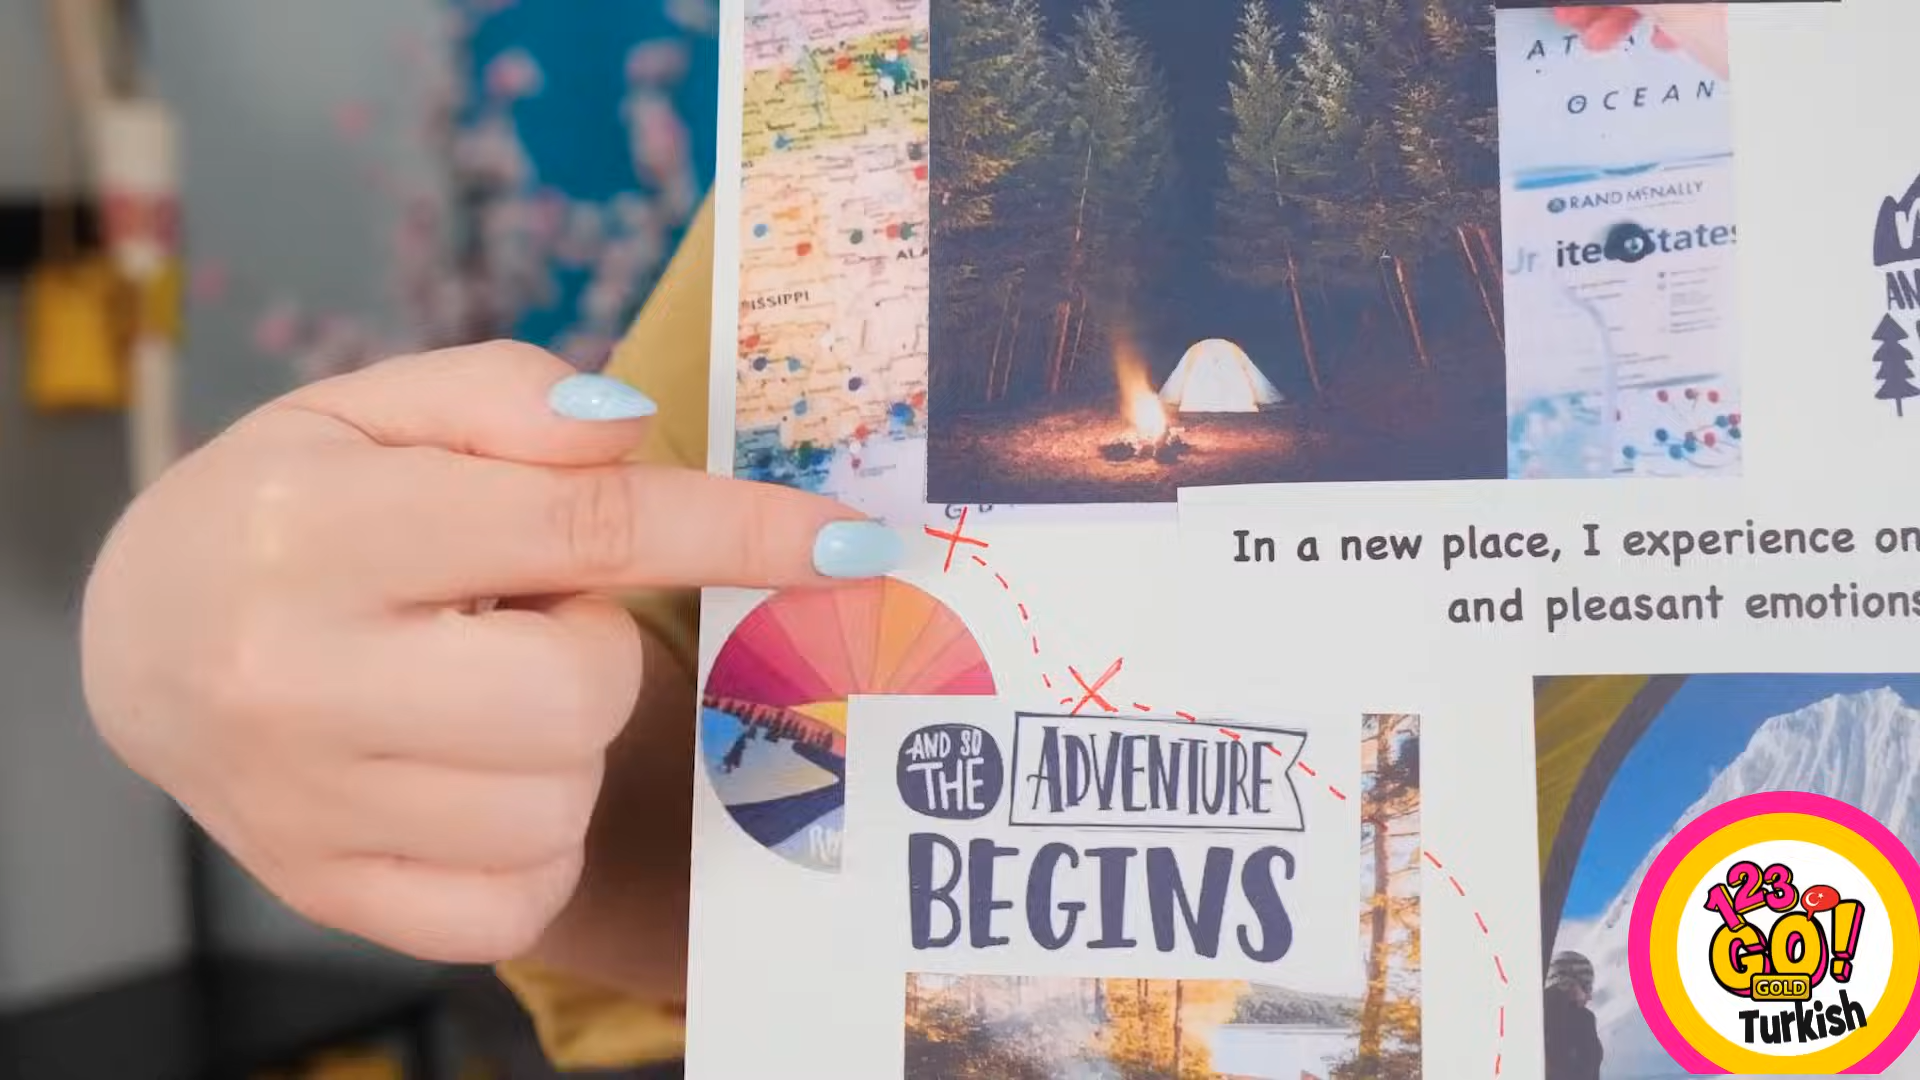 OCEAN
RAND MCNALLY
ISSIPPI
In a new place, I experience
and pleasant emotions
AND SO
THE
ADVENTURE
BEGINS
123
GO!
GOLD
Turkish